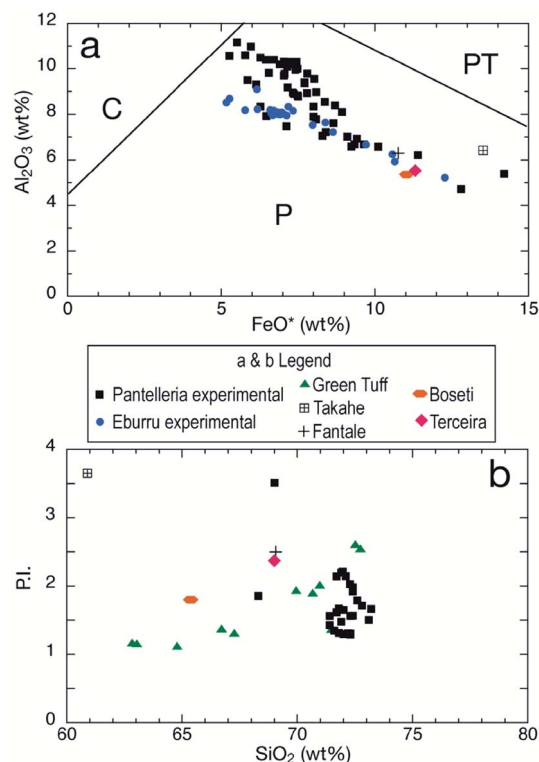 12
10
8
6
4
2
0
Al₂O₃ (wt%)
a
C
PT
P
0 5 10 15
FeO* (wt%)
a & b Legend
Pantelleria experimental
Eburru experimental
Green Tuff
Takahe
Fantale
Boseti
Terceira
4
3
2
1
0
P.I.
b
60 65 70 75 80
SiO₂ (wt%)